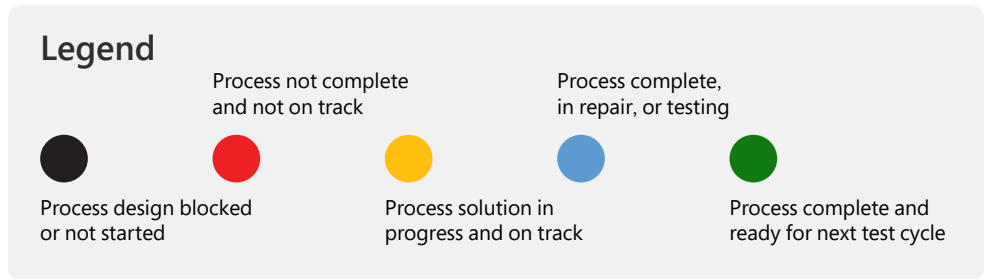 Legend
Process not complete
and not on track
Process complete,
in repair, or testing
Process design blocked
or not started
Process solution in
progress and on track
Process complete and
ready for next test cycle